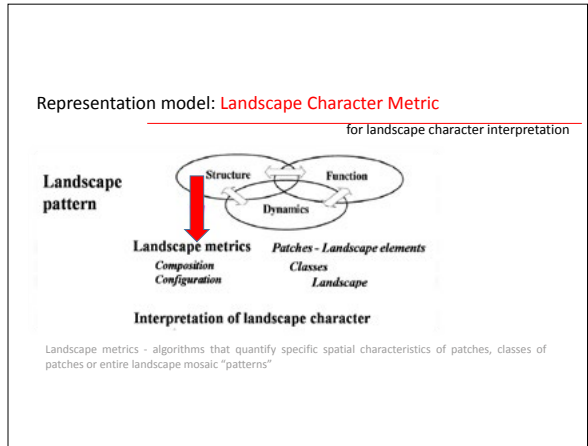 Representation model: Landscape Character Metric
for landscape character interpretation
Landscape
pattern
Structure
Function
Dynamics
Landscape metrics
Composition
Configuration
Patches - Landscape elements
Classes
Landscape
Interpretation of landscape character
Landscape metrics - algorithms that quantify specific spatial characteristics of patches, classes of
patches or entire landscape mosaic “patterns”